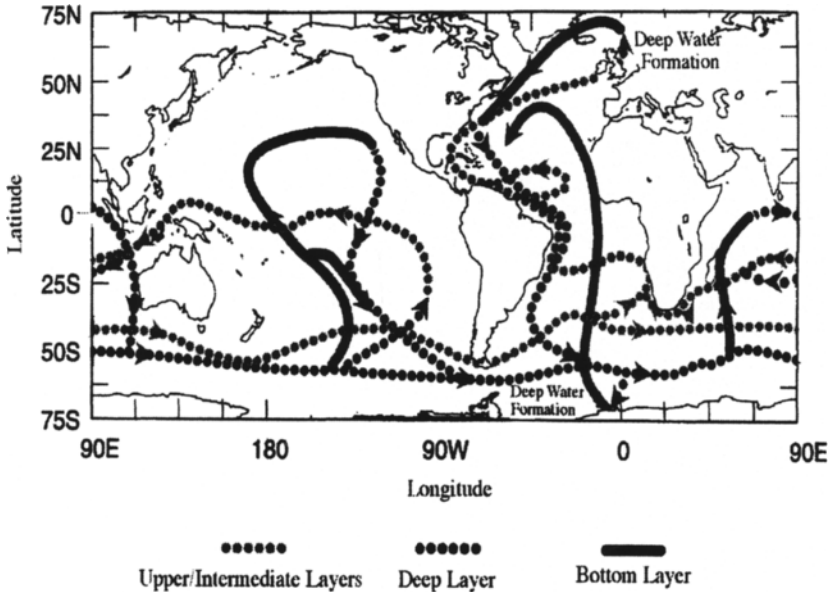 75N
Deep Water
Formation
50N
25N
0
Latitude
25S
50S
Deep Water
Formation
75S
90E
180
90W
0
90E
Longitude
Upper/Intermediate Layers
Deep Layer
Bottom Layer